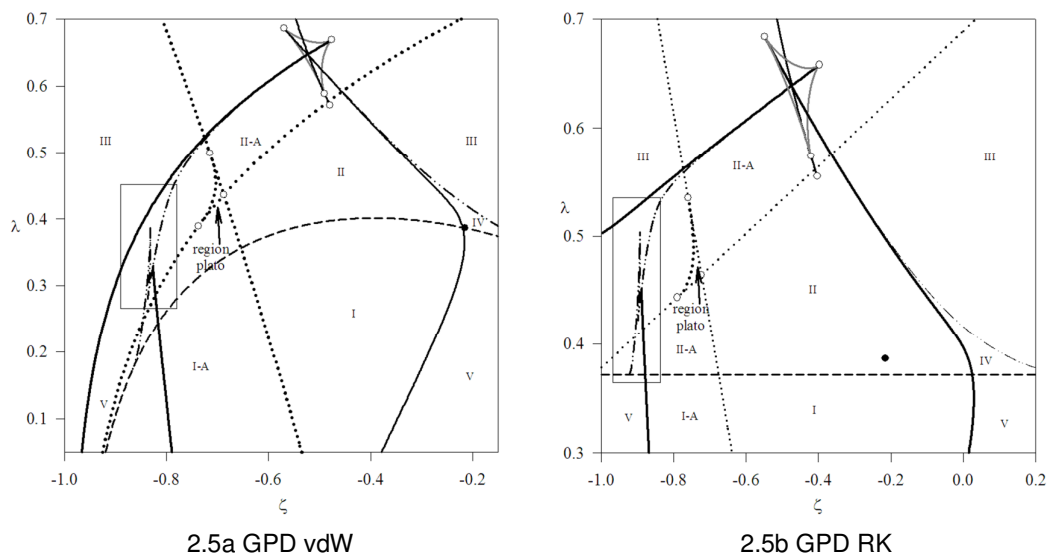 0.7
0.6
0.5
0.4
0.3
0.2
0.1
λ
III
II-A
II
III
IV
region
plato
I
I-A
V
V
-1.0 -0.8 -0.6 -0.4 -0.2
ζ
2.5a GPD vdW
0.7
0.6
0.5
0.4
0.3
λ
III
II-A
III
II
region
plato
II-A
IV
V
I-A
I
V
-1.0 -0.8 -0.6 -0.4 -0.2 0.0 0.2
ζ
2.5b GPD RK